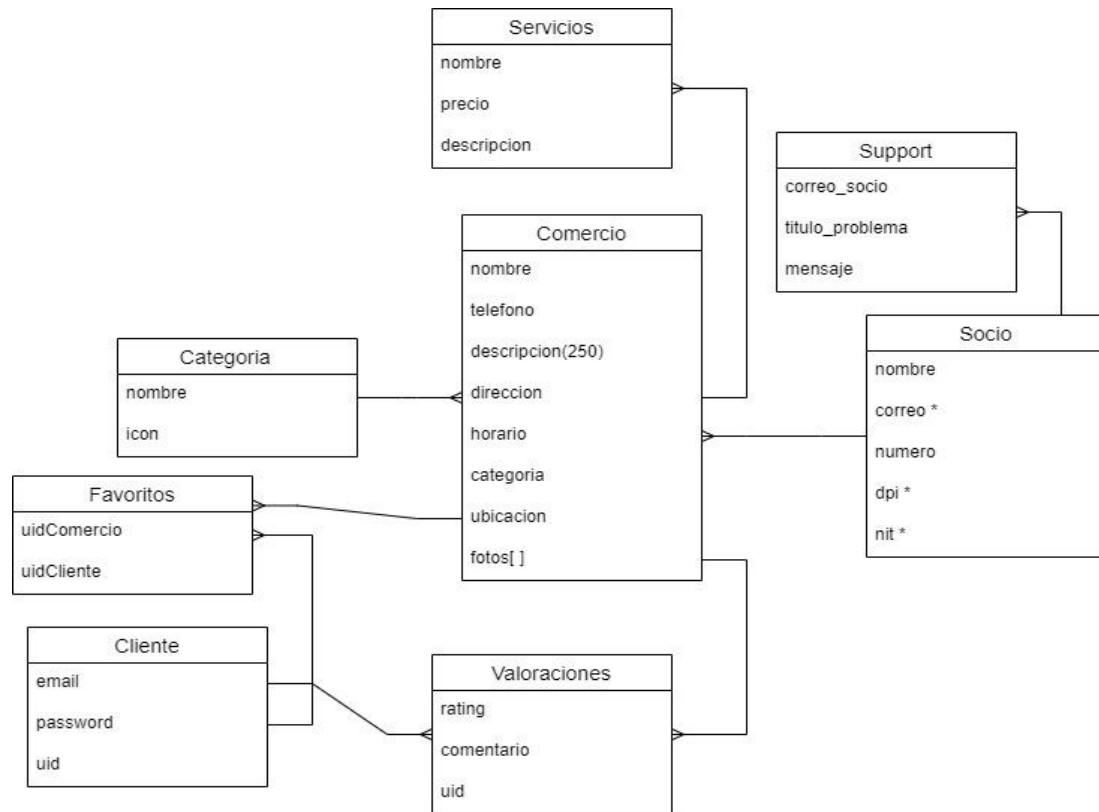 Servicios
nombre
precio
descripcion
Support
correo_socio
titulo_problema
mensaje
Comercio
nombre
telefono
descripcion(250)
direccion
horario
categoria
ubicacion
fotos[ ]
Socio
nombre
correo *
numero
dpi *
nit *
Categoria
nombre
icon
Favoritos
uidComercio
uidCliente
Cliente
email
password
uid
Valoraciones
rating
comentario
uid